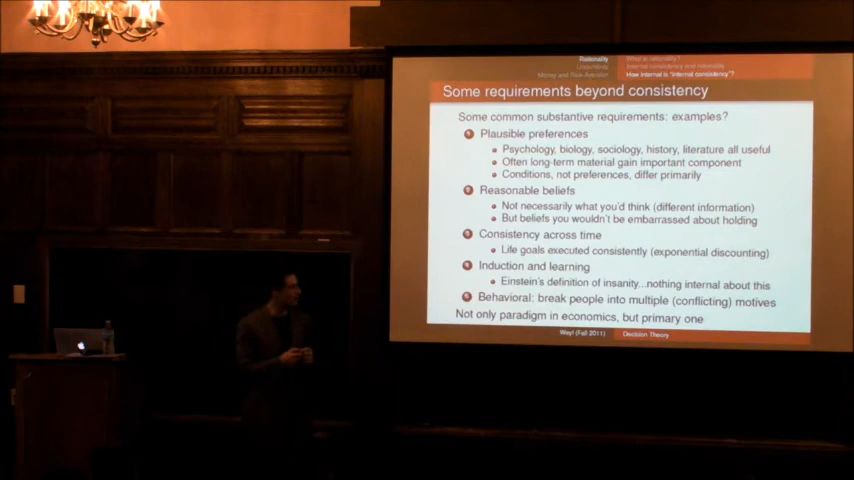 Rationality
What is rationality?
Uncertainty
Internal consistency and rationality
Money and Risk-Aversion
How internal is "internal consistency"?
Some requirements beyond consistency
Some common substantive requirements: examples?
1 Plausible preferences
Psychology, biology, sociology, history, literature all useful
Often long-term material gain important component
Conditions, not preferences, differ primarily
2 Reasonable beliefs
Not necessarily what you'd think (different information)
But beliefs you wouldn't be embarrassed about holding
3 Consistency across time
Life goals executed consistently (exponential discounting)
4 Induction and learning
Einstein's definition of insanity...nothing internal about this
5 Behavioral: break people into multiple (conflicting) motives
Not only paradigm in economics, but primary one
Weyl (Fall 2011)
Decision Theory